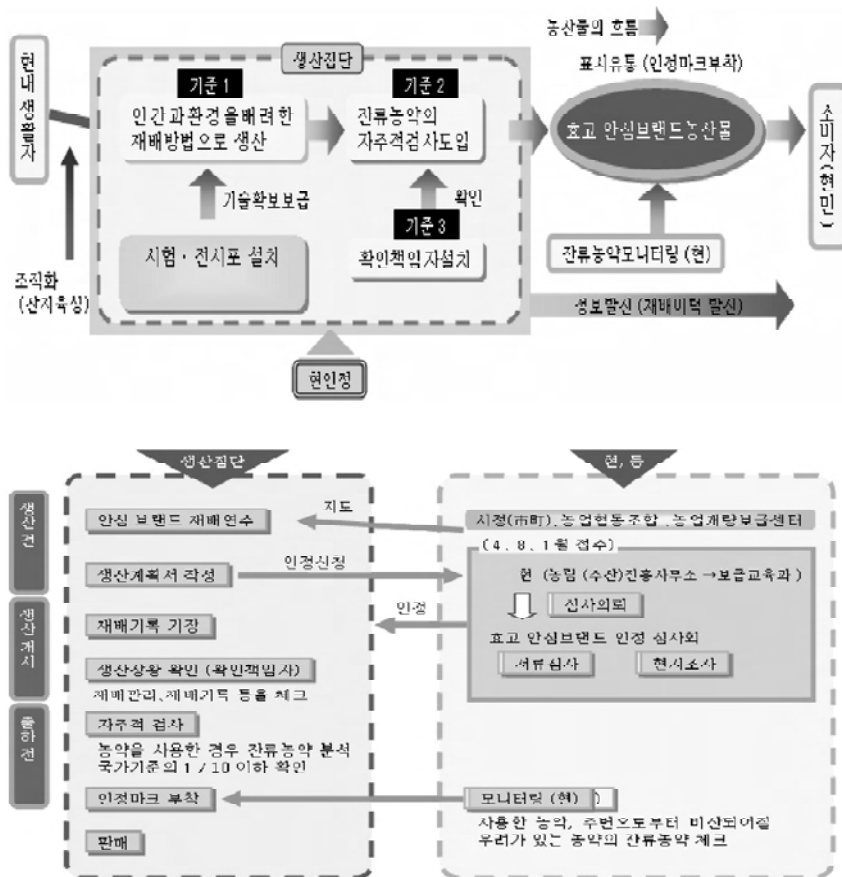 농산물의 흐름
표시유통 (인정마크부착)
현내 생활자
생산집단
기준 1
인간과환경을배려한
재배방법으로 생산
기준 2
잔류농약의
자주적검사도입
효고 안심브랜드농산물
소비자(현민)
기술확보보급
확인
기준 3
시험·전시포 설치
확인책임자설치
잔류농약모니터링 (현)
조직화
(산지육성)
정보발신 (재배이력 발신)
현인정
생산집단
현, 등
생산전
안심 브랜드 재배연수
지도
시정(市町), 농업협동조합, 농업개량보급센터
(4, 8, 1월 접수)
생산계획서 작성
인정신청
현 (농림 (수산)진흥사무소 →보급교육과)
심사의뢰
생산개시
재배기록 기장
인정
효고 안심브랜드 인정 심사회
서류심사
현지조사
생산상황 확인 (확인책임자)
재배관리, 재배기록 등을 체크
출하전
자주적 검사
농약을 사용한 경우 잔류농약 분석
국가기준의 1 / 10 이하 확인
인정마크 부착
모니터링 (현) )
사용한 농약, 주변으로부터 비산되어질
우려가 있는 농약의 잔류농약 체크
판매